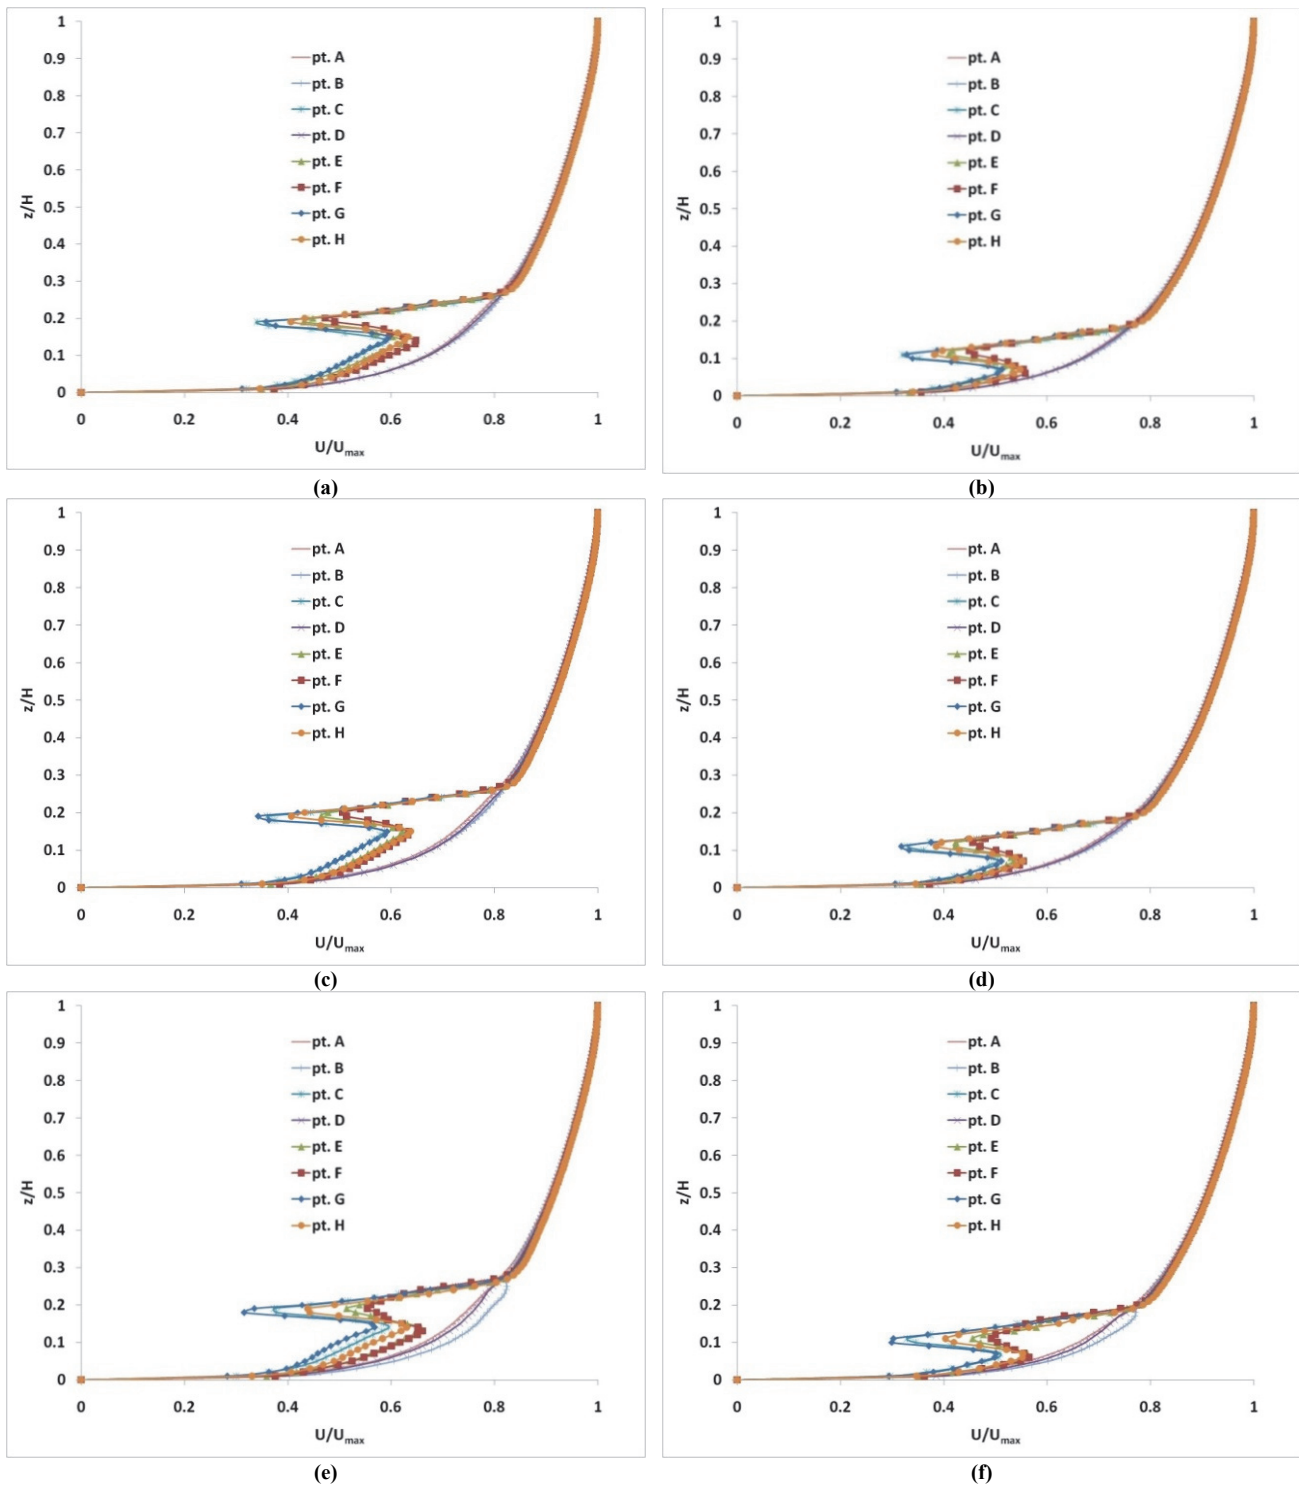 1
0.9
0.8
0.7
0.6
0.5
0.4
0.3
0.2
0.1
0
z/H
pt. A
pt. B
pt. C
pt. D
pt. E
pt. F
pt. G
pt. H
0 0.2 0.4 0.6 0.8 1
U/Umax
(a)
1
0.9
0.8
0.7
0.6
0.5
0.4
0.3
0.2
0.1
0
z/H
pt. A
pt. B
pt. C
pt. D
pt. E
pt. F
pt. G
pt. H
0 0.2 0.4 0.6 0.8 1
U/Umax
(b)
1
0.9
0.8
0.7
0.6
0.5
0.4
0.3
0.2
0.1
0
z/H
pt. A
pt. B
pt. C
pt. D
pt. E
pt. F
pt. G
pt. H
0 0.2 0.4 0.6 0.8 1
U/Umax
(c)
1
0.9
0.8
0.7
0.6
0.5
0.4
0.3
0.2
0.1
0
z/H
pt. A
pt. B
pt. C
pt. D
pt. E
pt. F
pt. G
pt. H
0 0.2 0.4 0.6 0.8 1
U/Umax
(d)
1
0.9
0.8
0.7
0.6
0.5
0.4
0.3
0.2
0.1
0
z/H
pt. A
pt. B
pt. C
pt. D
pt. E
pt. F
pt. G
pt. H
0 0.2 0.4 0.6 0.8 1
U/Umax
(e)
1
0.9
0.8
0.7
0.6
0.5
0.4
0.3
0.2
0.1
0
z/H
pt. A
pt. B
pt. C
pt. D
pt. E
pt. F
pt. G
pt. H
0 0.2 0.4 0.6 0.8 1
U/Umax
(f)